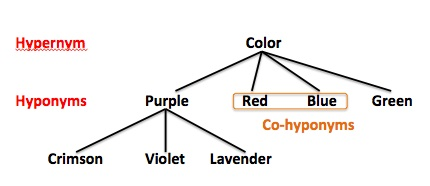 Hypernym Color
Hyponyms Purple Red Blue Green
Co-hyponyms
Crimson Violet Lavender